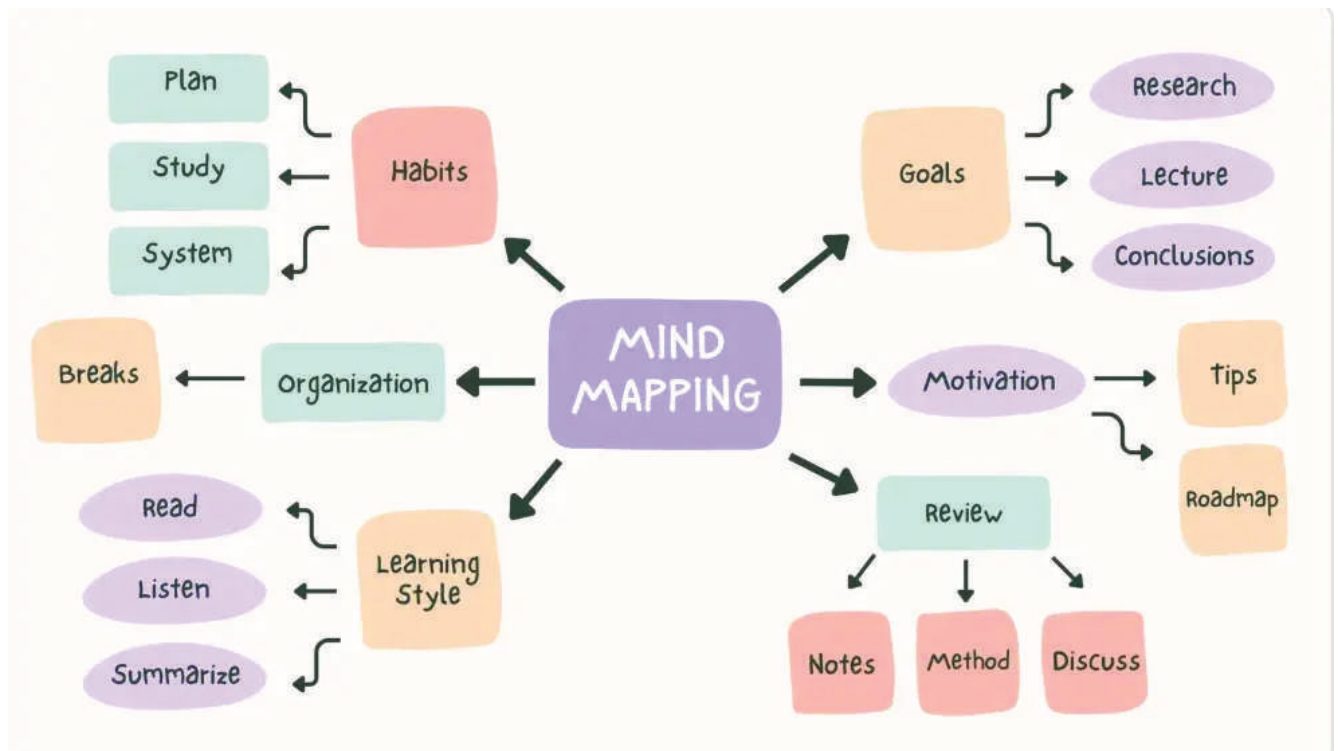 Plan
Study
System
Habits
Goals
Research
Lecture
Conclusions
MIND
MAPPING
Breaks
Organization
Motivation
Tips
Roadmap
Read
Listen
Summarize
Learning
Style
Review
Notes
Method
Discuss